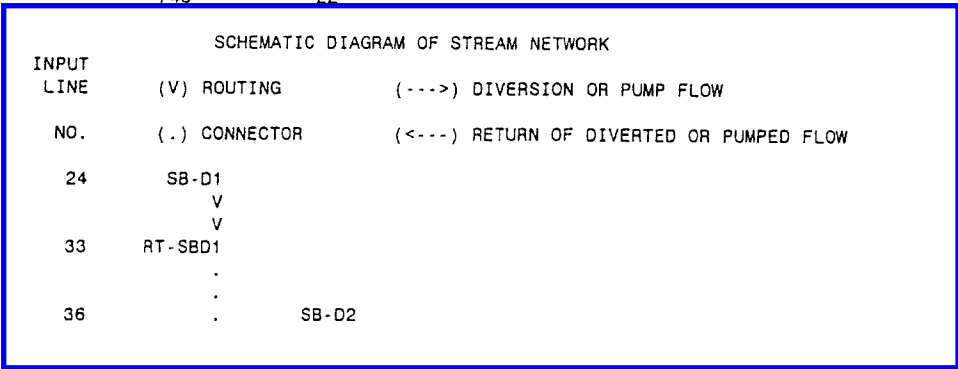 SCHEMATIC DIAGRAM OF STREAM NETWORK
INPUT
LINE (V) ROUTING (--->) DIVERSION OR PUMP FLOW
NO. (.) CONNECTOR (<---) RETURN OF DIVERTED OR PUMPED FLOW
24 SB-D1
V
V
33 RT-SBD1
.
.
36 . SB-D2